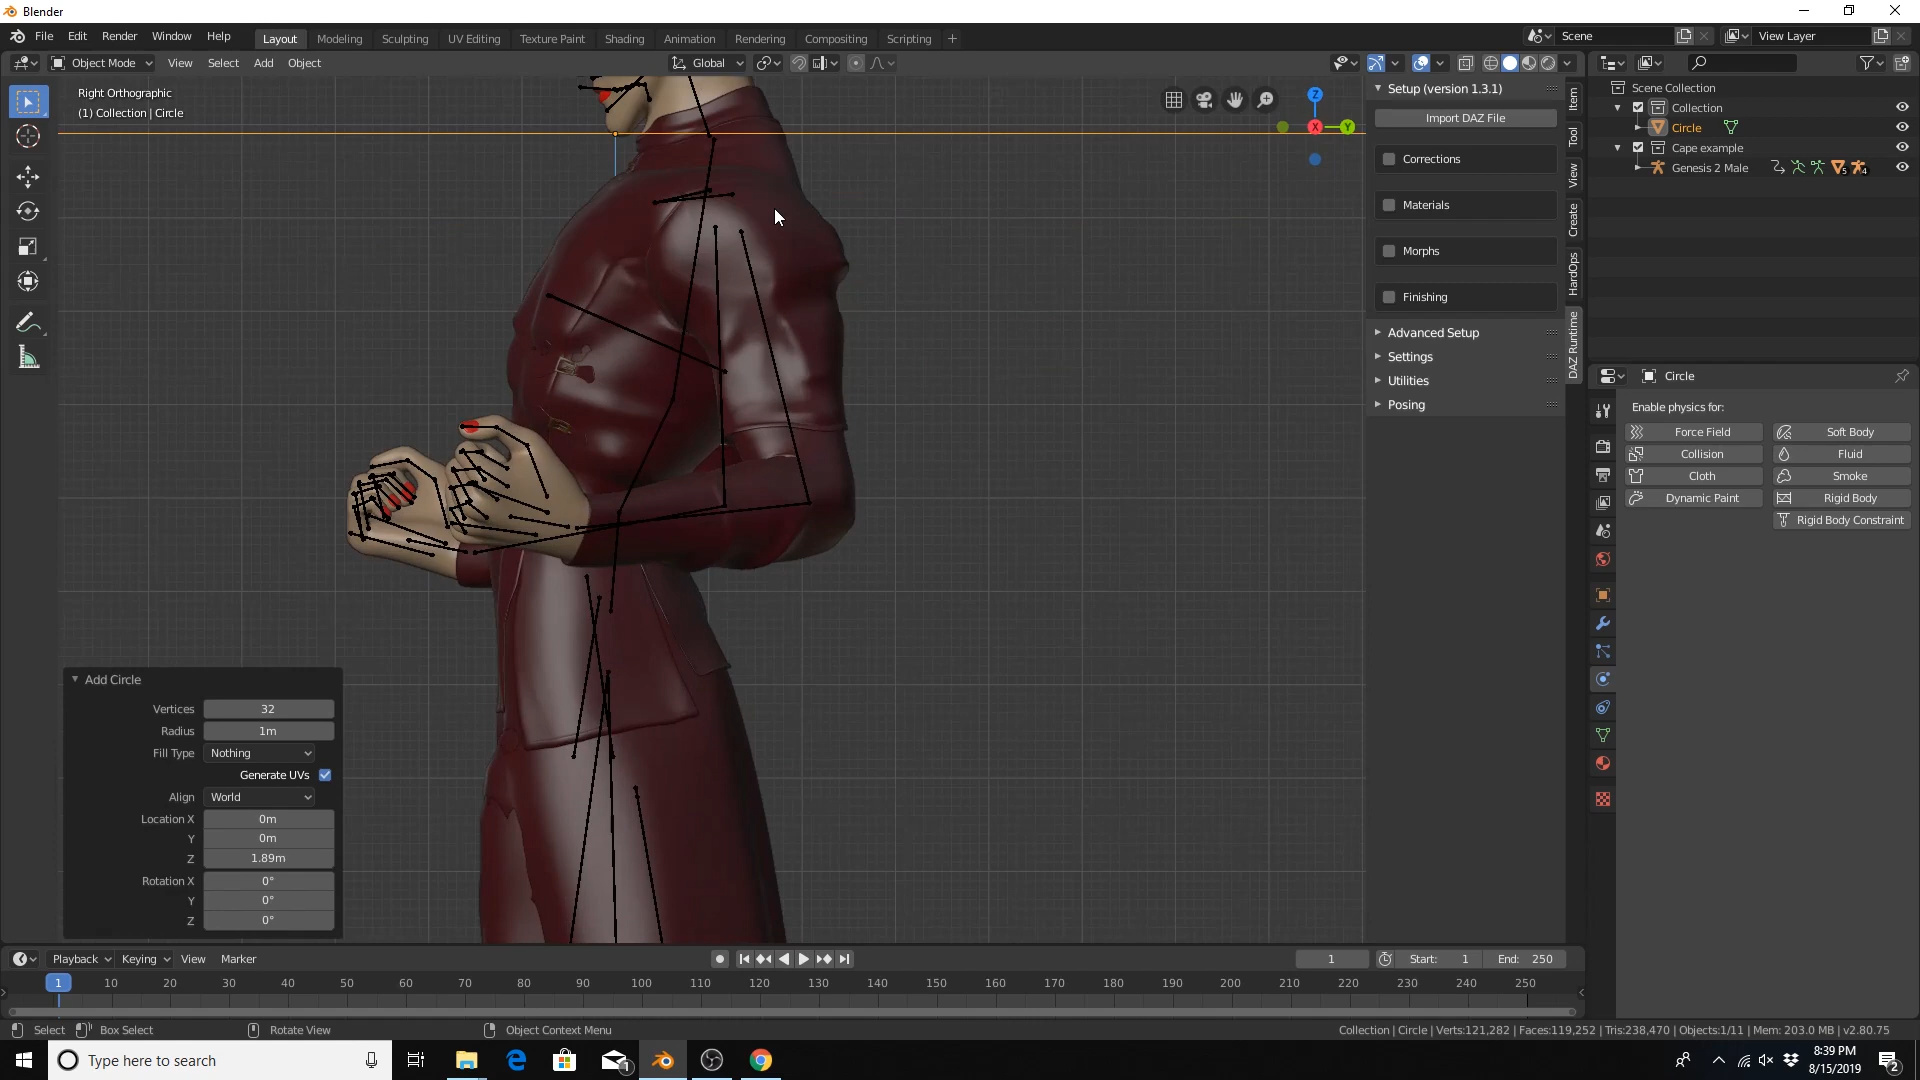 Blender
File Edit Render Window Help
Layout Modeling Sculpting UV Editing Texture Paint Shading Animation Rendering Compositing Scripting +
Scene View Layer
Object Mode View Select Add Object Global
Right Orthographic
(1) Collection | Circle
Z
X
Y
Setup (version 1.3.1)
Import DAZ File
Corrections
Materials
Morphs
Finishing
Advanced Setup
Settings
Utilities
Posing
Item
Tool
View
Create
HardOps
DAZ Runtime
Scene Collection
Collection
Circle
Cape example
Genesis 2 Male 5 4
Circle
Enable physics for:
Force Field Soft Body
Collision Fluid
Cloth Smoke
Dynamic Paint Rigid Body
Rigid Body Constraint
Add Circle
Vertices 32
Radius 1m
Fill Type Nothing
Generate UVs
Align World
Location X 0m
Y 0m
Z 1.89m
Rotation X 0°
Y 0°
Z 0°
Playback Keying View Marker 1 Start: 1 End: 250
1 10 20 30 40 50 60 70 80 90 100 110 120 130 140 150 160 170 180 190 200 210 220 230 240 250
Select Box Select Rotate View Object Context Menu Collection | Circle | Verts:121,282 | Faces:119,252 | Tris:238,470 | Objects:1/11 | Mem: 203.0 MB | v2.80.75
Type here to search 1 8:39 PM
8/15/2019 2